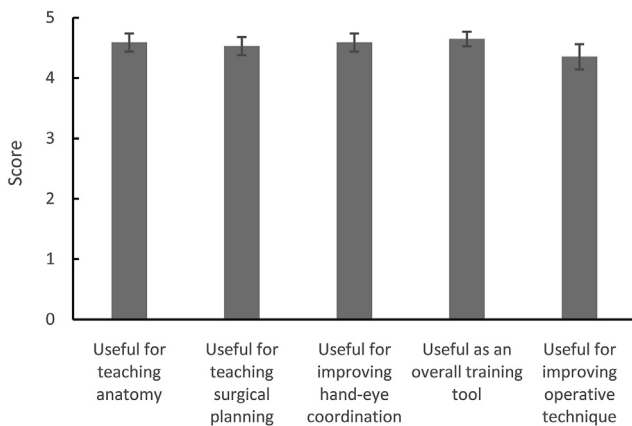 5
4
3
2
1
0
Score
Useful for
teaching
anatomy
Useful for
teaching
surgical
planning
Useful for
improving
hand-eye
coordination
Useful as an
overall training
tool
Useful for
improving
operative
technique